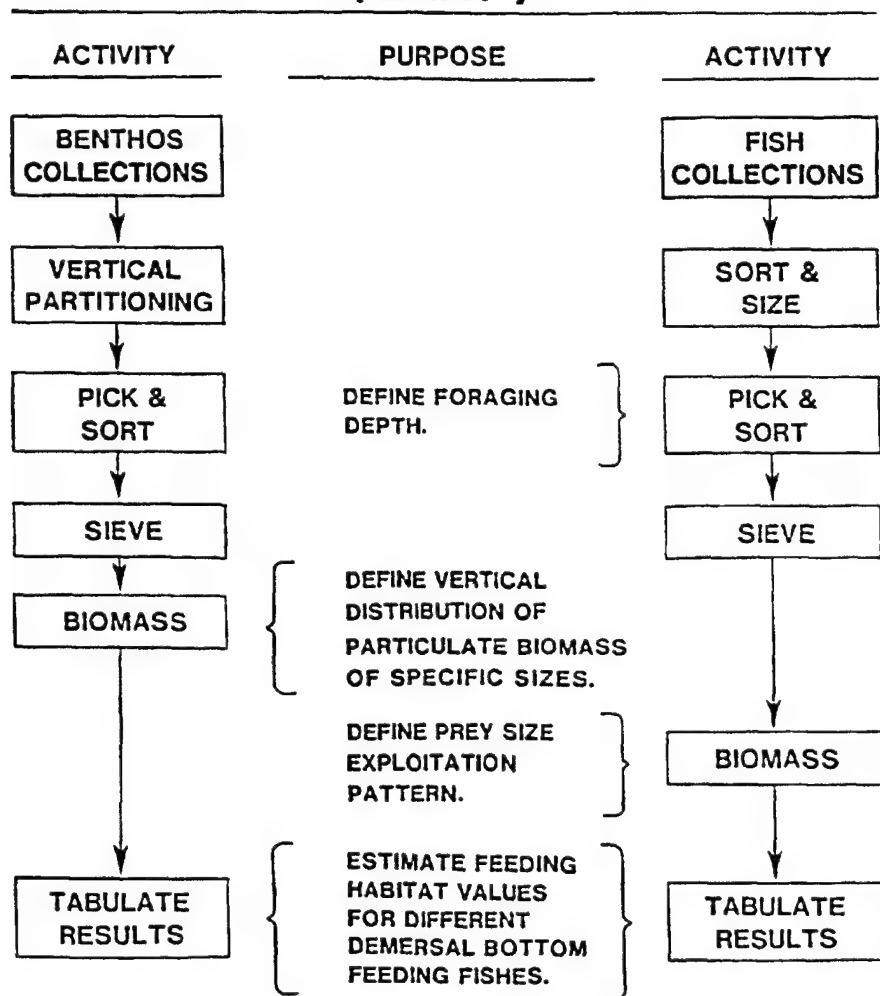 ACTIVITY
PURPOSE
ACTIVITY
BENTHOS
COLLECTIONS
FISH
COLLECTIONS
VERTICAL
PARTITIONING
SORT &
SIZE
PICK &
SORT
DEFINE FORAGING
DEPTH.
PICK &
SORT
SIEVE
SIEVE
BIOMASS
DEFINE VERTICAL
DISTRIBUTION OF
PARTICULATE BIOMASS
OF SPECIFIC SIZES.
DEFINE PREY SIZE
EXPLOITATION
PATTERN.
BIOMASS
TABULATE
RESULTS
ESTIMATE FEEDING
HABITAT VALUES
FOR DIFFERENT
DEMERSAL BOTTOM
FEEDING FISHES.
TABULATE
RESULTS